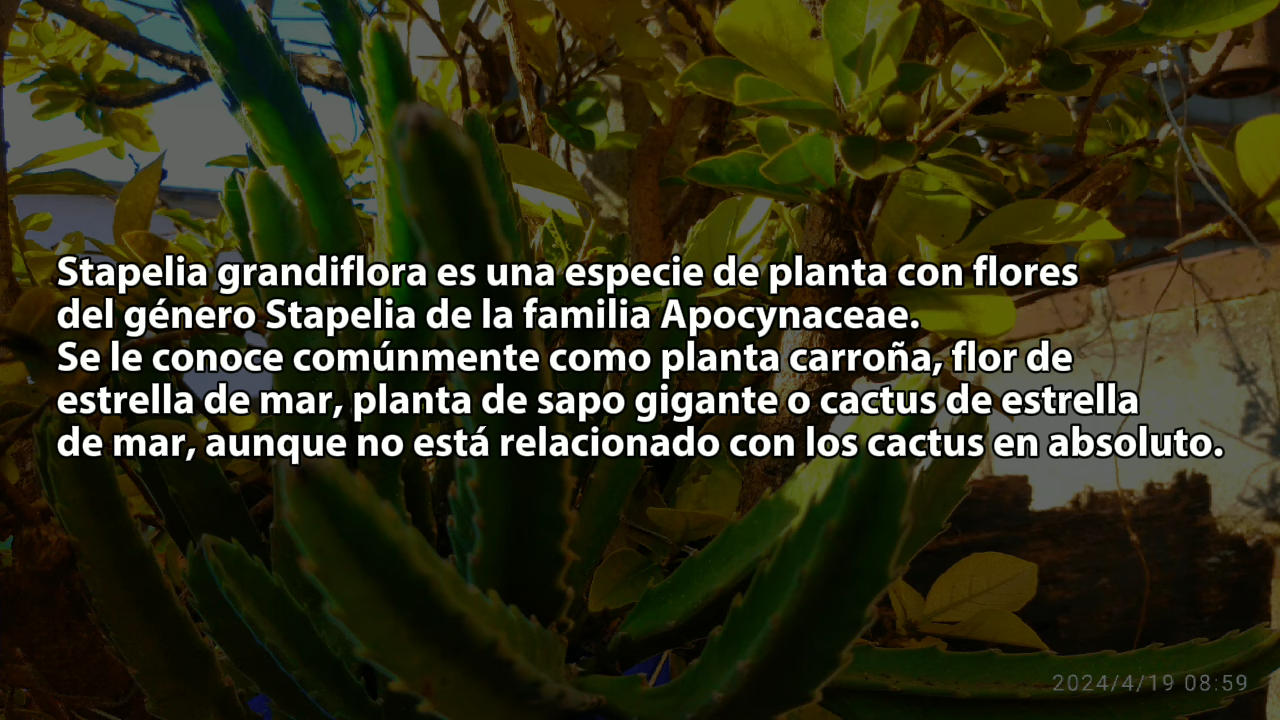 Stapelia grandiflora es una especie de planta con flores
del género Stapelia de la familia Apocynaceae.
Se le conoce comúnmente como planta carroña, flor de
estrella de mar, planta de sapo gigante o cactus de estrella
de mar, aunque no está relacionado con los cactus en absoluto.
2024/4/19 08:59